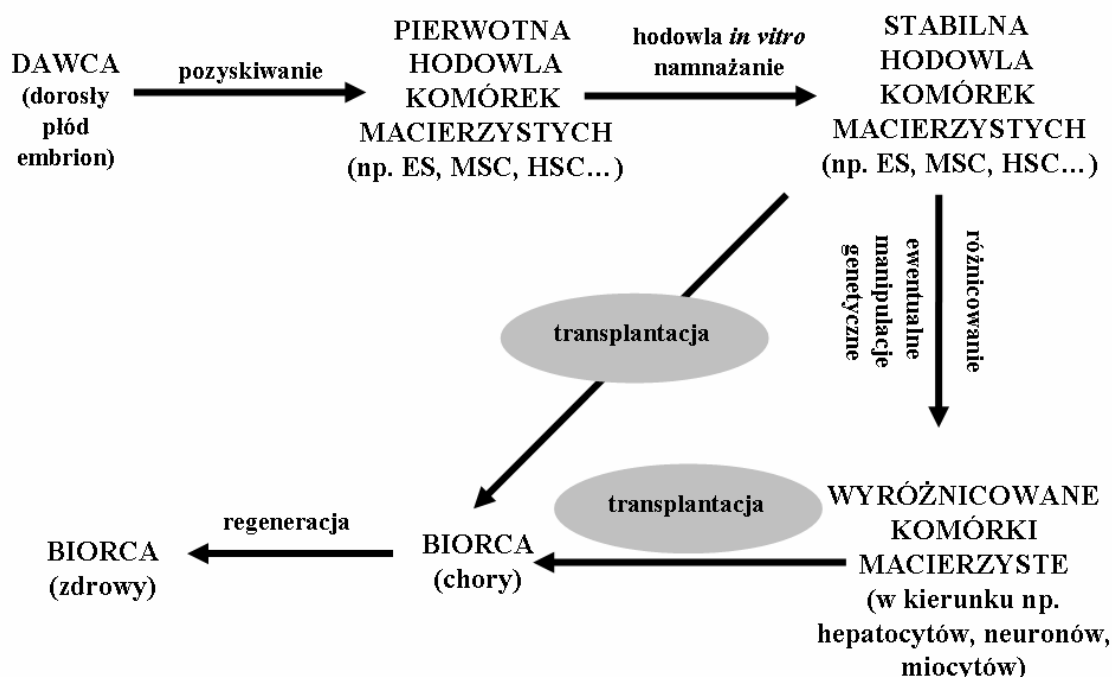 DAWCA
(dorosły
płód
embrion)
pozyskiwanie
PIERWOTNA
HODOWLA
KOMÓREK
MACIERZYSTYCH
(np. ES, MSC, HSC…)
hodowla in vitro
namnażanie
STABILNA
HODOWLA
KOMÓREK
MACIERZYSTYCH
(np. ES, MSC, HSC…)
różnicowanie
ewentualne
manipulacje
genetyczne
transplantacja
transplantacja
WYRÓŻNICOWANE
KOMÓRKI
MACIERZYSTE
(w kierunku np.
hepatocytów, neuronów,
miocytów)
BIORCA
(chory)
regeneracja
BIORCA
(zdrowy)